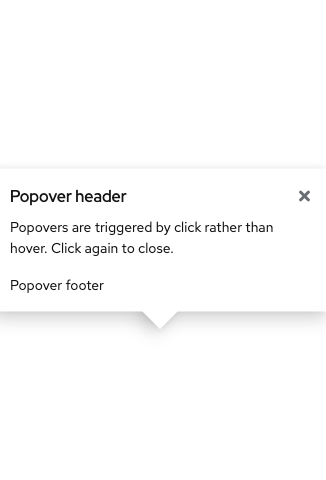 Popover header
Popovers are triggered by click rather than
hover. Click again to close.
Popover footer